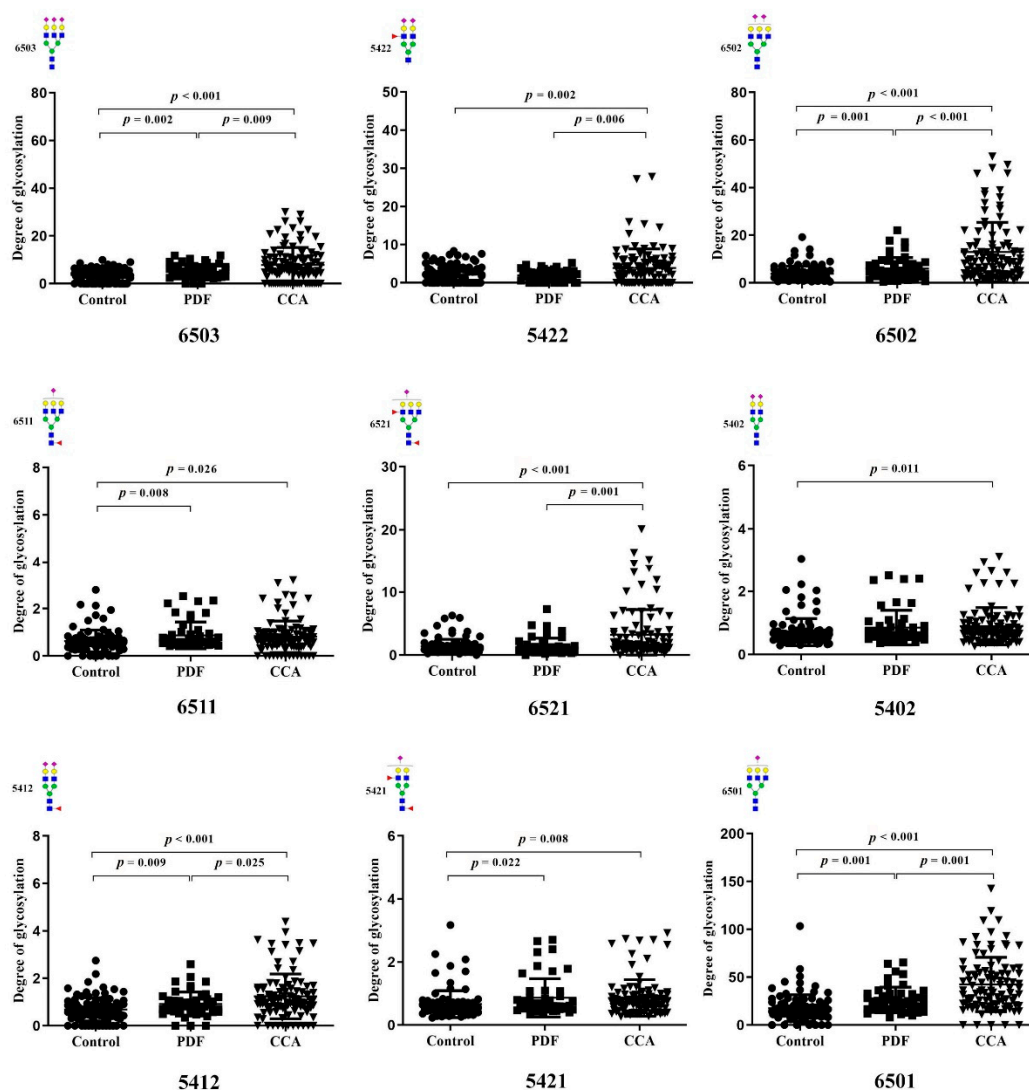 6503
Degree of glycosylation
80
60
40
20
0
p < 0.001
p = 0.002
p = 0.009
Control
PDF
CCA
6503
5422
Degree of glycosylation
50
40
30
20
10
0
p = 0.002
p = 0.006
Control
PDF
CCA
5422
6502
Degree of glycosylation
80
60
40
20
0
p < 0.001
p = 0.001
p < 0.001
Control
PDF
CCA
6502
6511
Degree of glycosylation
8
6
4
2
0
p = 0.026
p = 0.008
Control
PDF
CCA
6511
6521
Degree of glycosylation
30
20
10
0
p < 0.001
p = 0.001
Control
PDF
CCA
6521
5402
Degree of glycosylation
6
4
2
0
p = 0.011
Control
PDF
CCA
5402
5412
Degree of glycosylation
8
6
4
2
0
p < 0.001
p = 0.009
p = 0.025
Control
PDF
CCA
5412
5421
Degree of glycosylation
6
4
2
0
p = 0.008
p = 0.022
Control
PDF
CCA
5421
6501
Degree of glycosylation
200
150
100
50
0
p < 0.001
p = 0.001
p = 0.001
Control
PDF
CCA
6501